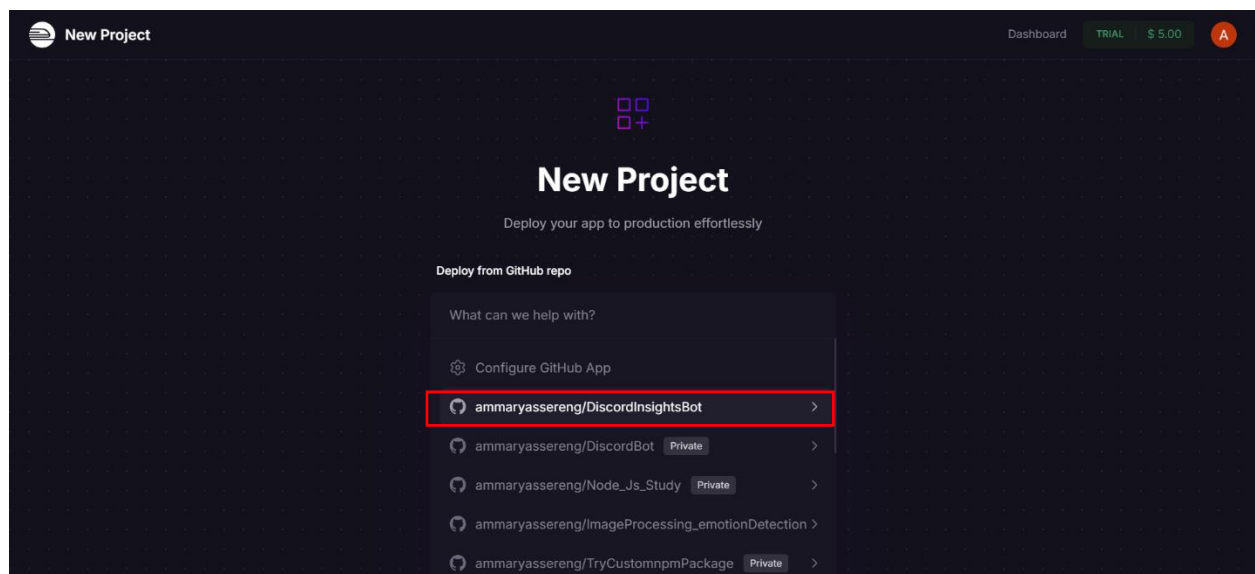 New Project
Dashboard
TRIAL $ 5.00
A
New Project
Deploy your app to production effortlessly
Deploy from GitHub repo
What can we help with?
Configure GitHub App
ammaryassereng/DiscordInsightsBot
ammaryassereng/DiscordBot Private
ammaryassereng/Node_Js_Study Private
ammaryassereng/ImageProcessing_emotionDetection
ammaryassereng/TryCustomnpmPackage Private